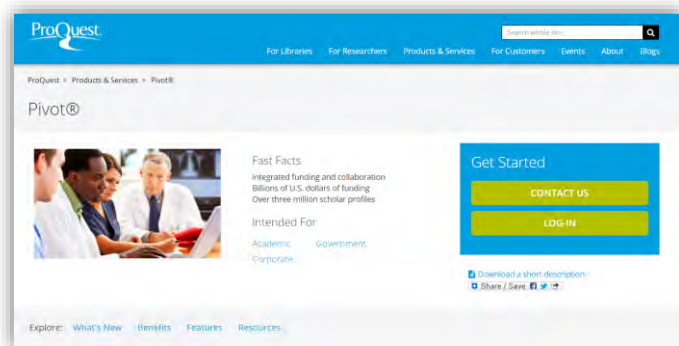 ProQuest
Search whole site...
For Libraries For Researchers Products & Services For Customers Events About Blogs
ProQuest > Products & Services > Pivot®
Pivot®
Fast Facts
Integrated funding and collaboration
Billions of U.S. dollars of funding
Over three million scholar profiles
Intended For
Academic Government
Corporate
Get Started
CONTACT US
LOG-IN
Download a short description
Share / Save
Explore: What's New Benefits Features Resources